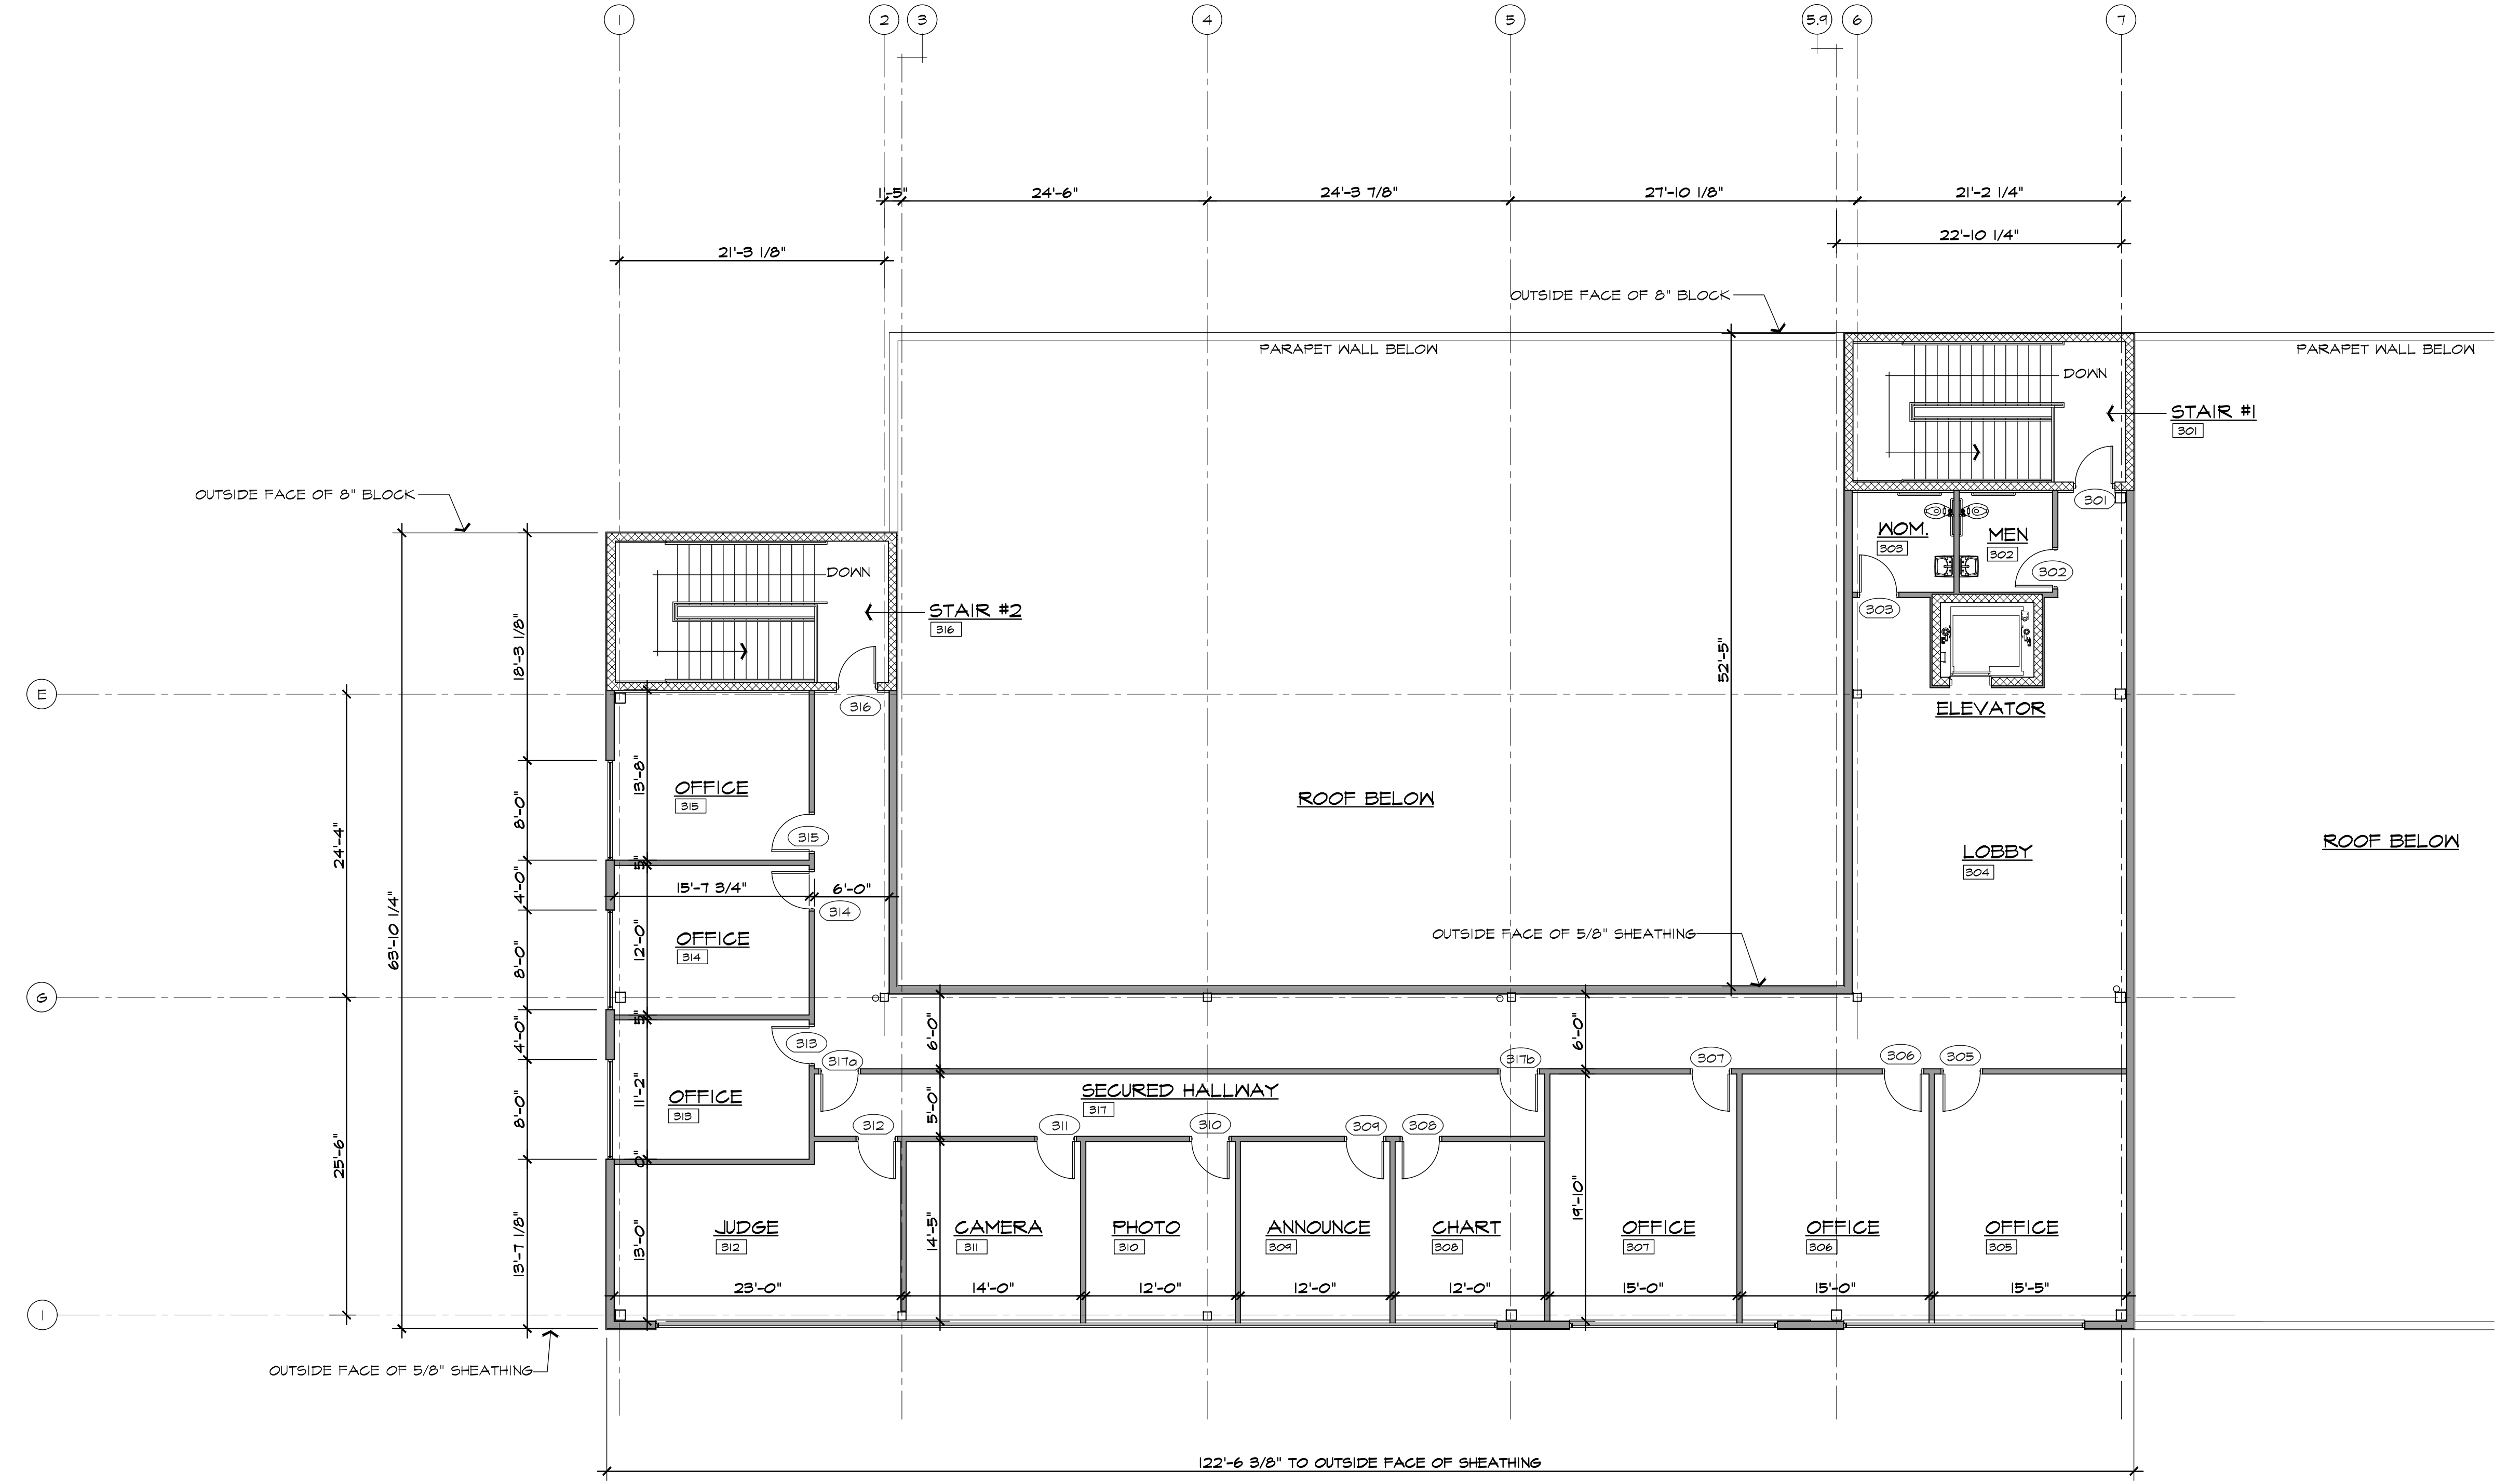 1 2 3 4 5 5.9 6 7
1'-5" 24'-6" 24'-3 7/8" 27'-10 1/8" 21'-2 1/4"
22'-10 1/4"
21'-3 1/8"
OUTSIDE FACE OF 8" BLOCK
PARAPET WALL BELOW
PARAPET WALL BELOW
DOWN
STAIR #1
301
OUTSIDE FACE OF 8" BLOCK
301
WOM.
303
MEN
302
302
303
DOWN
STAIR #2
316
18'-3 1/8"
52'-5"
E
316
ELEVATOR
13'-8"
OFFICE
315
8'-0"
315
ROOF BELOW
24'-4"
ROOF BELOW
LOBBY
304
5"
4'-0"
15'-7 3/4"
6'-0"
314
63'-10 1/4"
OUTSIDE FACE OF 5/8" SHEATHING
12'-0"
OFFICE
314
8'-0"
G
5"
4'-0"
313
317a
6'-0"
6'-0"
317b
307
306
305
11'-2"
OFFICE
313
8'-0"
SECURED HALLWAY
317
5'-0"
312
311
310
309
308
25'-6"
0"
13'-7 1/8"
13'-0"
14'-5"
19'-10"
JUDGE
312
CAMERA
311
PHOTO
310
ANNOUNCE
309
CHART
308
OFFICE
307
OFFICE
306
OFFICE
305
23'-0" 14'-0" 12'-0" 12'-0" 12'-0" 15'-0" 15'-0" 15'-5"
I
OUTSIDE FACE OF 5/8" SHEATHING
122'-6 3/8" TO OUTSIDE FACE OF SHEATHING